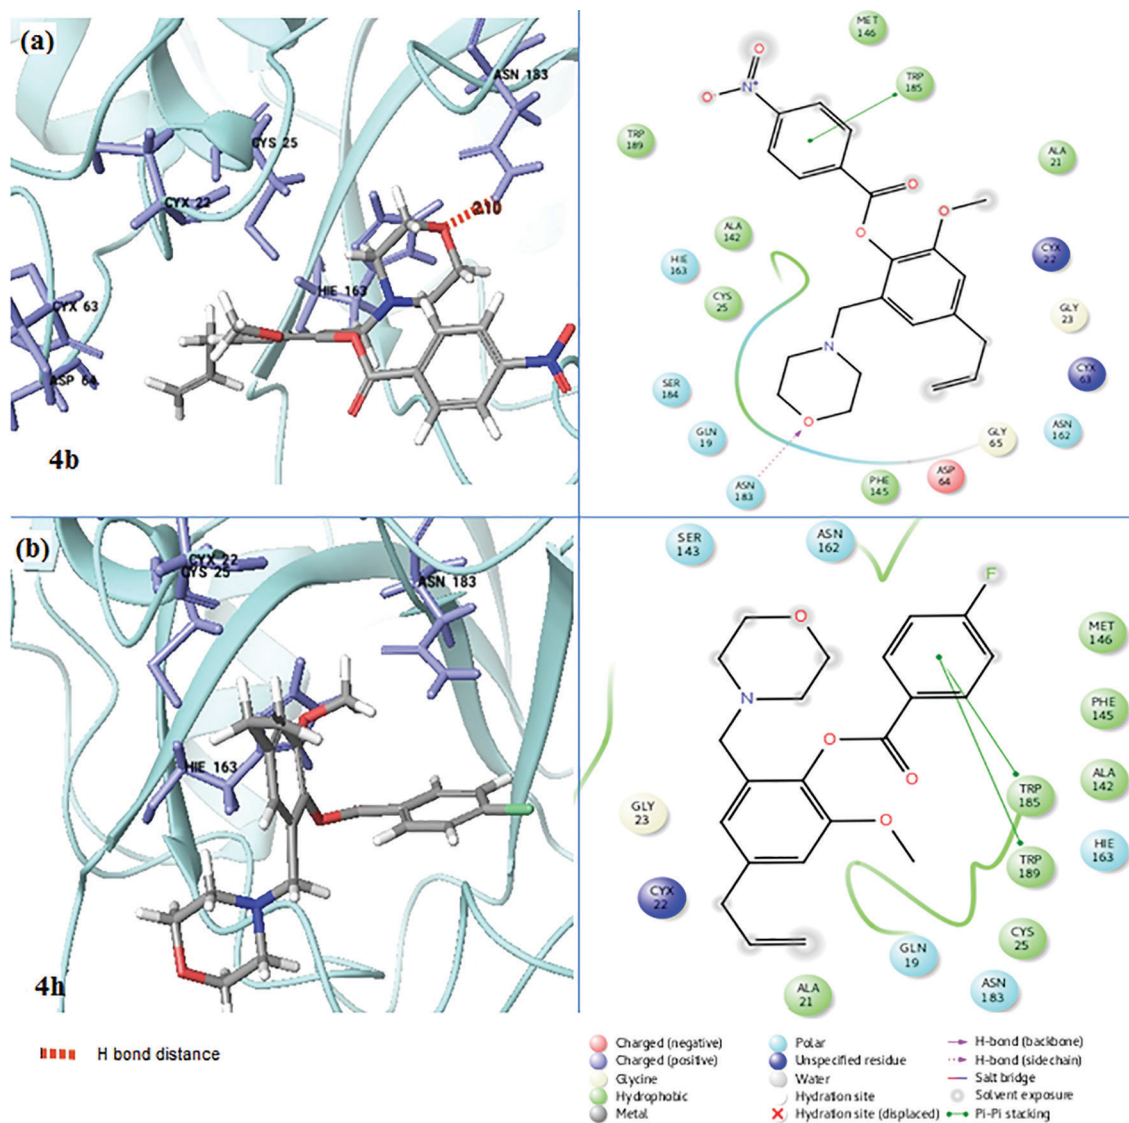 (a)
ASN 183
CYS 25
CYX 22
210
HIE 163
CYX 63
ASP 64
4b
MET
146
O
N+
O-
TRP
185
TRP
189
ALA
21
O
O
O
ALA
142
HIE
163
CYS
25
CYX
22
GLY
23
CYX
63
N
SER
184
GLN
19
O
GLY
65
ASN
162
ASN
183
PHE
145
ASP
64
(b)
CYX 22
CYS 25
ASN 183
HIE 163
4h
SER
143
ASN
162
F
O
MET
146
N
PHE
145
O
O
TRP
185
ALA
142
GLY
23
O
HIE
163
TRP
189
CYX
22
CYS
25
GLN
19
ASN
183
ALA
21
H bond distance
Charged (negative)
Charged (positive)
Glycine
Hydrophobic
Metal
Polar
Unspecified residue
Water
Hydration site
Hydration site (displaced)
H-bond (backbone)
H-bond (sidechain)
Salt bridge
Solvent exposure
Pi-Pi stacking